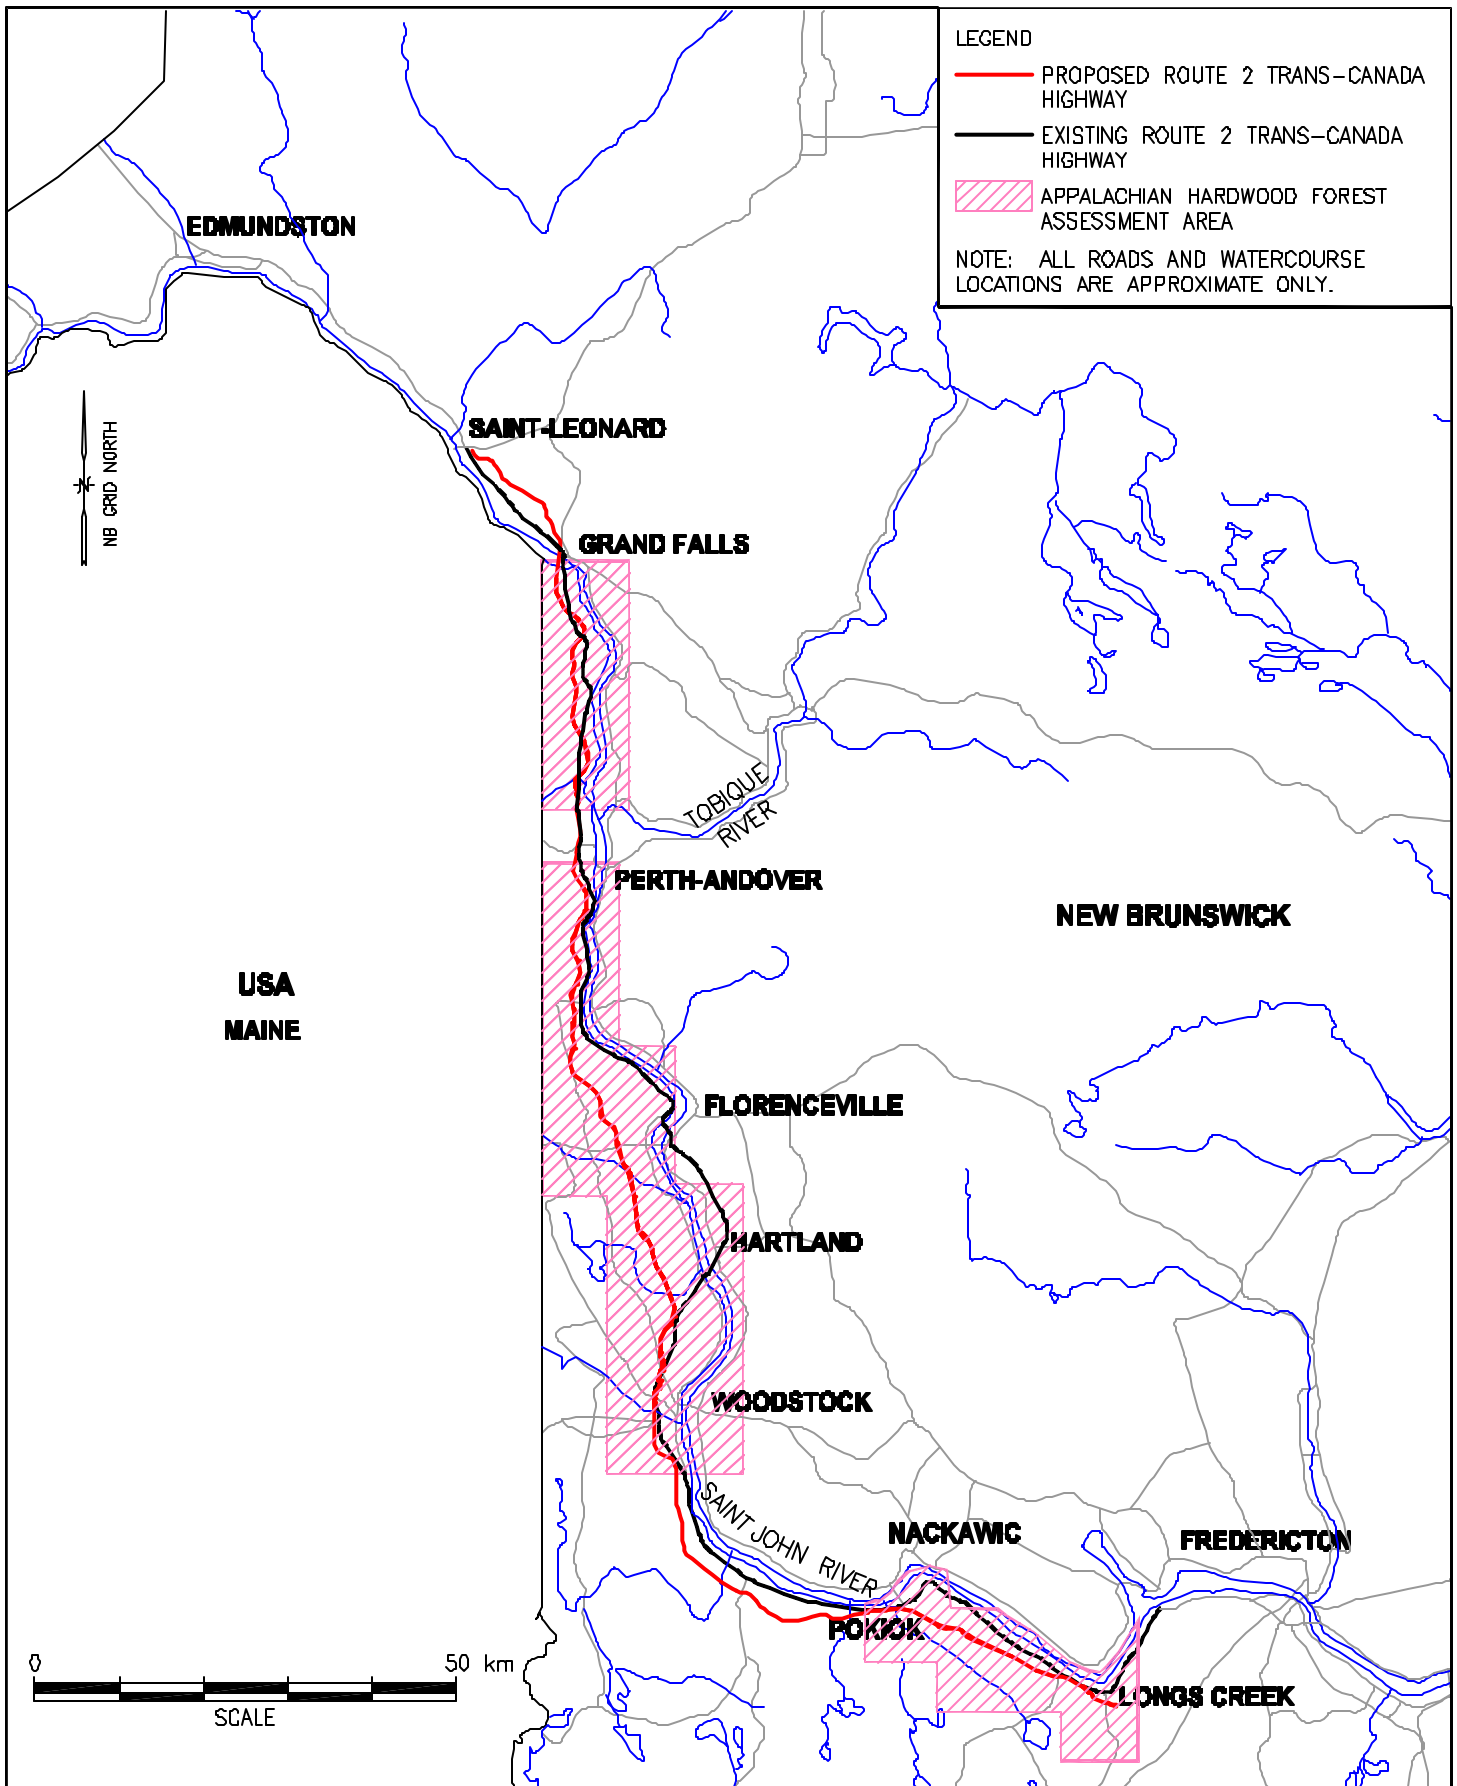 LEGEND
PROPOSED ROUTE 2 TRANS-CANADA
HIGHWAY
EXISTING ROUTE 2 TRANS-CANADA
HIGHWAY
APPALACHIAN HARDWOOD FOREST
ASSESSMENT AREA
NOTE: ALL ROADS AND WATERCOURSE
LOCATIONS ARE APPROXIMATE ONLY.
EDMUNDSTON
SAINT-LEONARD
N
NB GRID NORTH
GRAND FALLS
TOBIQUE
RIVER
PERTH-ANDOVER
NEW BRUNSWICK
USA
MAINE
FLORENCEVILLE
HARTLAND
WOODSTOCK
SAINT JOHN RIVER
NACKAWIC
FREDERICTON
POKIOK
LONGS CREEK
0 50 km
SCALE